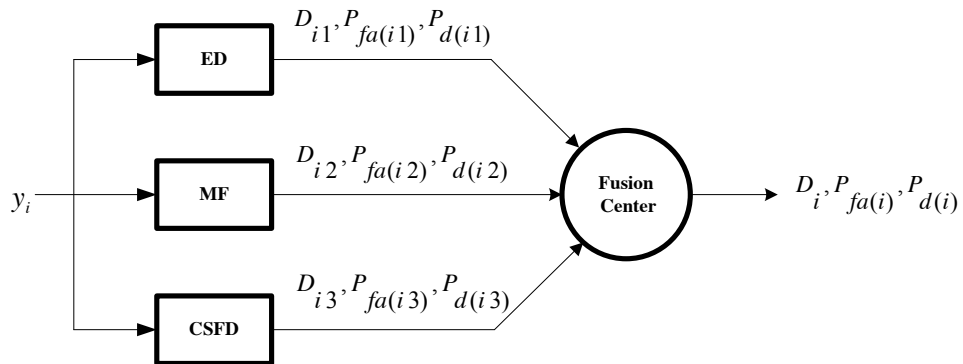 D_{i1}, P_{fa(i1)}, P_{d(i1)}
ED
D_{i2}, P_{fa(i2)}, P_{d(i2)}
MF
y_i
Fusion
Center
D_i, P_{fa(i)}, P_{d(i)}
D_{i3}, P_{fa(i3)}, P_{d(i3)}
CSFD